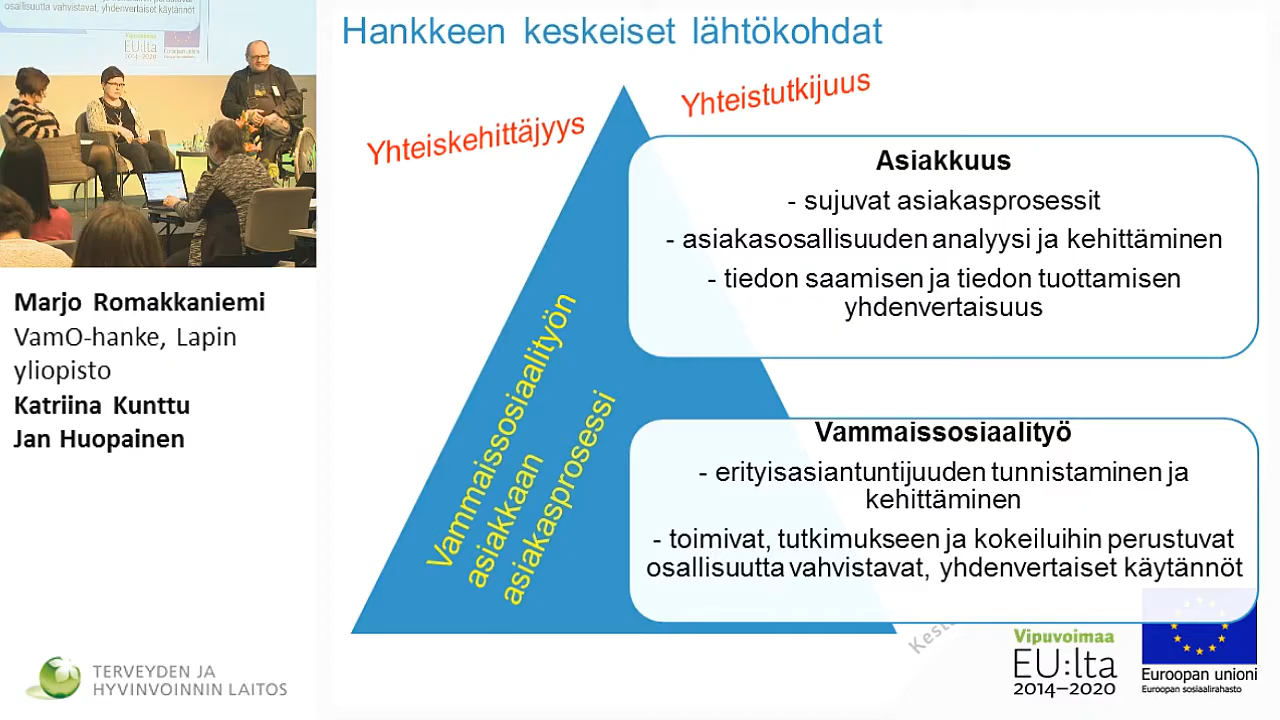 osallisuutta vahvistavat, yhdenvertaiset käytännöt
Vipuvoimaa
EU:lta
2014–2020
Euroopan unioni
Marjo Romakkaniemi
VamO-hanke, Lapin
yliopisto
Katriina Kunttu
Jan Huopainen
TERVEYDEN JA
HYVINVOINNIN LAITOS
Hankkeen keskeiset lähtökohdat
Yhteiskehittäjyys
Yhteistutkijuus
Vammaissosiaalityön
asiakkaan
asiakasprosessi
Asiakkuus
- sujuvat asiakasprosessit
- asiakasosallisuuden analyysi ja kehittäminen
- tiedon saamisen ja tiedon tuottamisen
yhdenvertaisuus
Vammaissosiaalityö
- erityisasiantuntijuuden tunnistaminen ja
kehittäminen
- toimivat, tutkimukseen ja kokeiluihin perustuvat
osallisuutta vahvistavat, yhdenvertaiset käytännöt
Vipuvoimaa
EU:lta
2014–2020
Euroopan unioni
Euroopan sosiaalirahasto